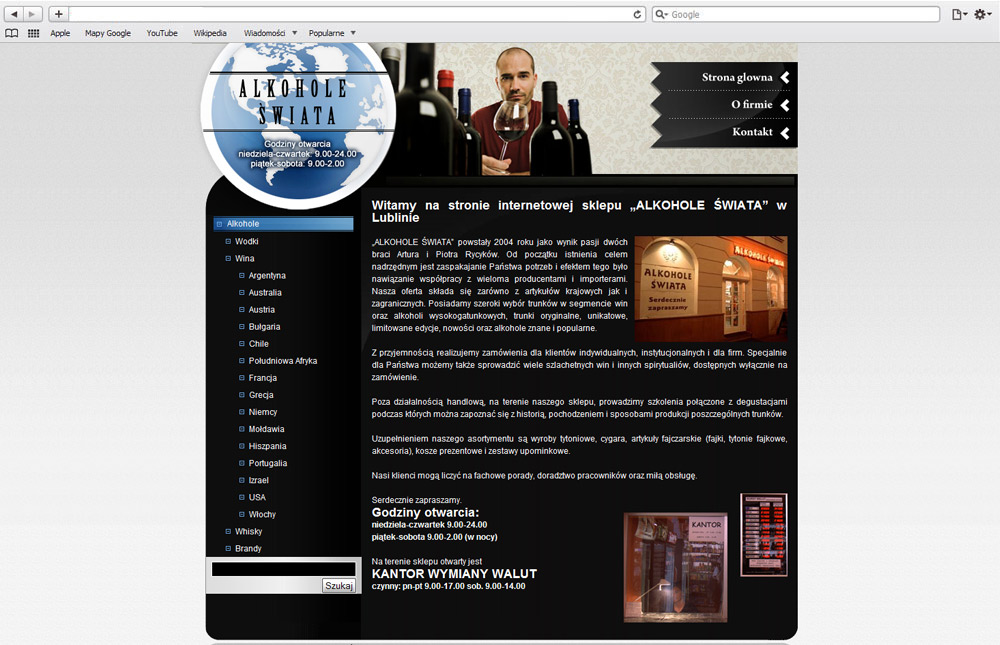 Google
Apple
Mapy Google
YouTube
Wikipedia
Wiadomości
Popularne
ALKOHOLE
ŚWIATA
Godziny otwarcia
niedziela-czwartek: 9.00-24.00
piątek-sobota: 9.00-2.00
Strona glowna
O firmie
Kontakt
Alkohole
Wodki
Wina
Argentyna
Australia
Austria
Bułgaria
Chile
Południowa Afryka
Francja
Grecja
Niemcy
Mołdawia
Hiszpania
Portugalia
Izrael
USA
Włochy
Whisky
Brandy
Szukaj
Witamy na stronie internetowej sklepu „ALKOHOLE ŚWIATA” w
Lublinie
„ALKOHOLE ŚWIATA” powstały 2004 roku jako wynik pasji dwóch
braci Artura i Piotra Rycyków. Od początku istnienia celem
nadrzędnym jest zaspakajanie Państwa potrzeb i efektem tego było
nawiązanie współpracy z wieloma producentami i importerami.
Nasza oferta składa się zarówno z artykułów krajowych jak i
zagranicznych. Posiadamy szeroki wybór trunków w segmencie win
oraz alkoholi wysokogatunkowych, trunki oryginalne, unikatowe,
limitowane edycje, nowości oraz alkohole znane i popularne.
ALKOHOLE
ŚWIATA
Serdecznie
zapraszamy
ALKOHOLE ŚWIATA
Z przyjemnością realizujemy zamówienia dla klientów indywidualnych, instytucjonalnych i dla firm. Specjalnie
dla Państwa możemy także sprowadzić wiele szlachetnych win i innych spirytualiów, dostępnych wyłącznie na
zamówienie.
Poza działalnością handlową, na terenie naszego sklepu, prowadzimy szkolenia połączone z degustacjami
podczas których można zapoznać się z historią, pochodzeniem i sposobami produkcji poszczególnych trunków.
Uzupełnieniem naszego asortymentu są wyroby tytoniowe, cygara, artykuły fajczarskie (fajki, tytonie fajkowe,
akcesoria), kosze prezentowe i zestawy upominkowe.
Nasi klienci mogą liczyć na fachowe porady, doradztwo pracowników oraz miłą obsługę.
Serdecznie zapraszamy.
Godziny otwarcia:
niedziela-czwartek 9.00-24.00
piątek-sobota 9.00-2.00 (w nocy)
Na terenie sklepu otwarty jest
KANTOR WYMIANY WALUT
czynny: pn-pt 9.00-17.00 sob. 9.00-14.00
KANTOR